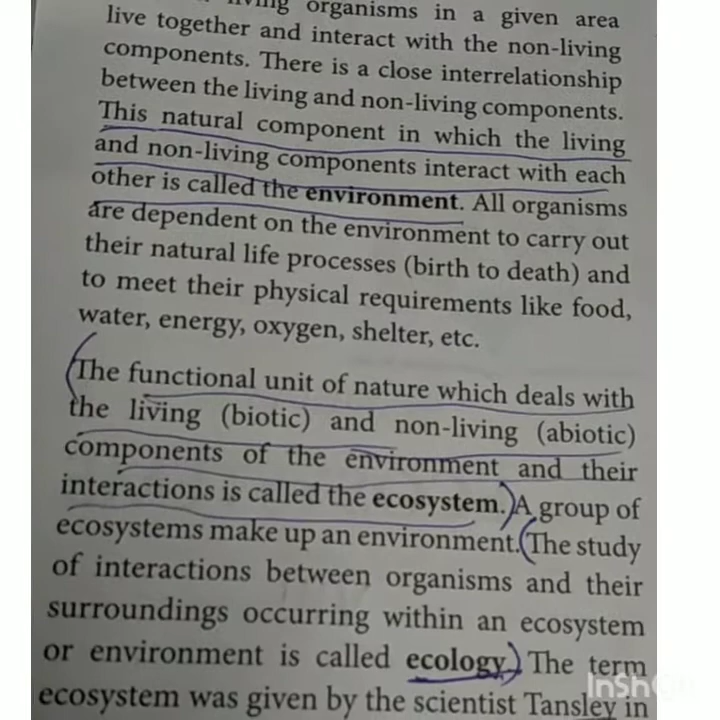 organisms in a given area
live together and interact with the non-living
components. There is a close interrelationship
between the living and non-living components.
This natural component in which the living
and non-living components interact with each
other is called the environment. All organisms
are dependent on the environment to carry out
their natural life processes (birth to death) and
to meet their physical requirements like food,
water, energy, oxygen, shelter, etc.
The functional unit of nature which deals with
the living (biotic) and non-living (abiotic)
components of the environment and their
interactions is called the ecosystem. A group of
ecosystems make up an environment. The study
of interactions between organisms and their
surroundings occurring within an ecosystem
or environment is called ecology. The term
InShOt
ecosystem was given by the scientist Tansley in